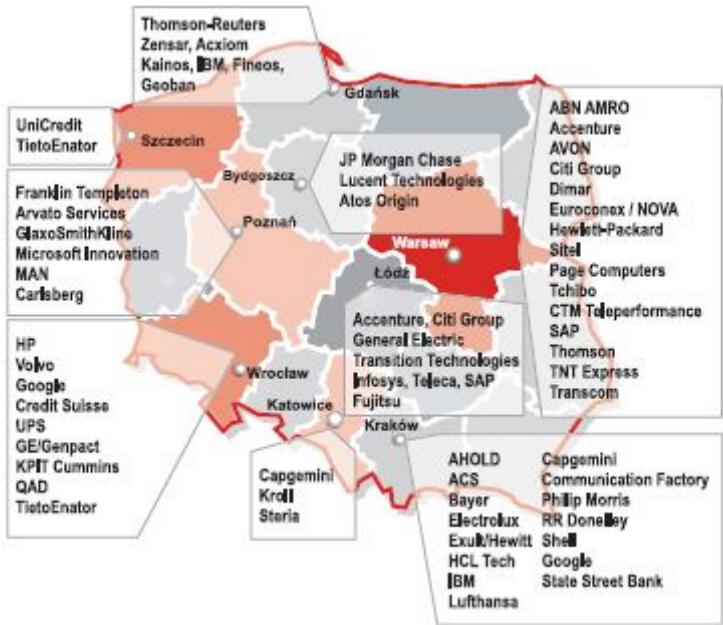 Thomson-Reuters
Zensar, Acxiom
Kainos, IBM, Fineos,
Geoban
Gdańsk
UniCredit
TietoEnator
Szczecin
ABN AMRO
Accenture
AVON
Citi Group
Dimar
Euroconex / NOVA
Hewlett-Packard
Sitel
Page Computers
Tchibo
CTM Teleperformance
SAP
Thomson
TNT Express
Transcom
Bydgoszcz
JP Morgan Chase
Lucent Technologies
Atos Origin
Franklin Templeton
Arvato Services
GlaxoSmithKline
Microsoft Innovation
MAN
Carlsberg
Poznań
Warsaw
Łódź
Accenture, Citi Group
General Electric
Transition Technologies
Infosys, Teleca, SAP
Fujitsu
HP
Volvo
Google
Credit Suisse
UPS
GE/Genpact
KPIT Cummins
QAD
TietoEnator
Wrocław
Katowice
Kraków
Capgemini
Kroll
Steria
AHOLD
ACS
Bayer
Electrolux
Exult/Hewitt
HCL Tech
IBM
Lufthansa
Capgemini
Communication Factory
Philip Morris
RR Donelley
Shell
Google
State Street Bank